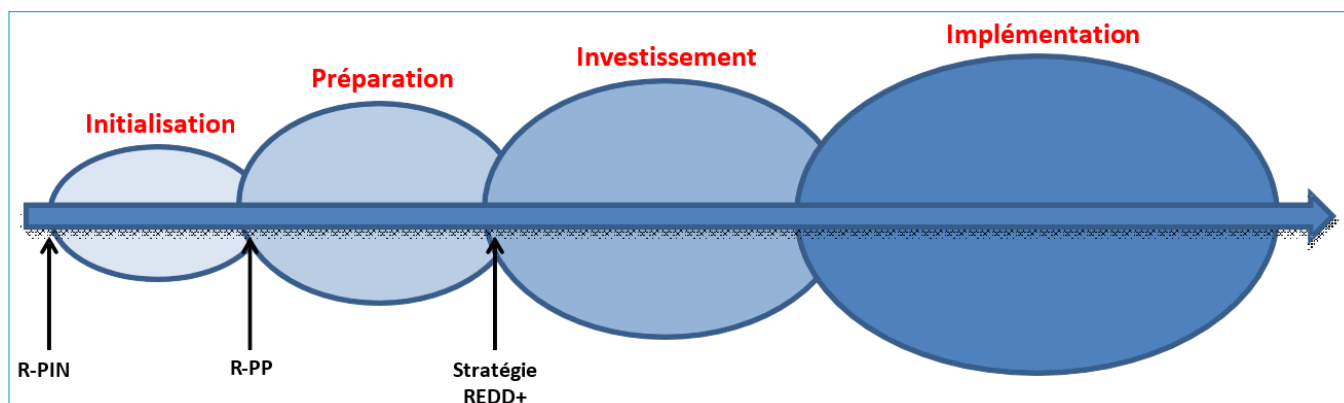 Initialisation
Préparation
Investissement
Implémentation
R-PIN
R-PP
Stratégie
REDD+